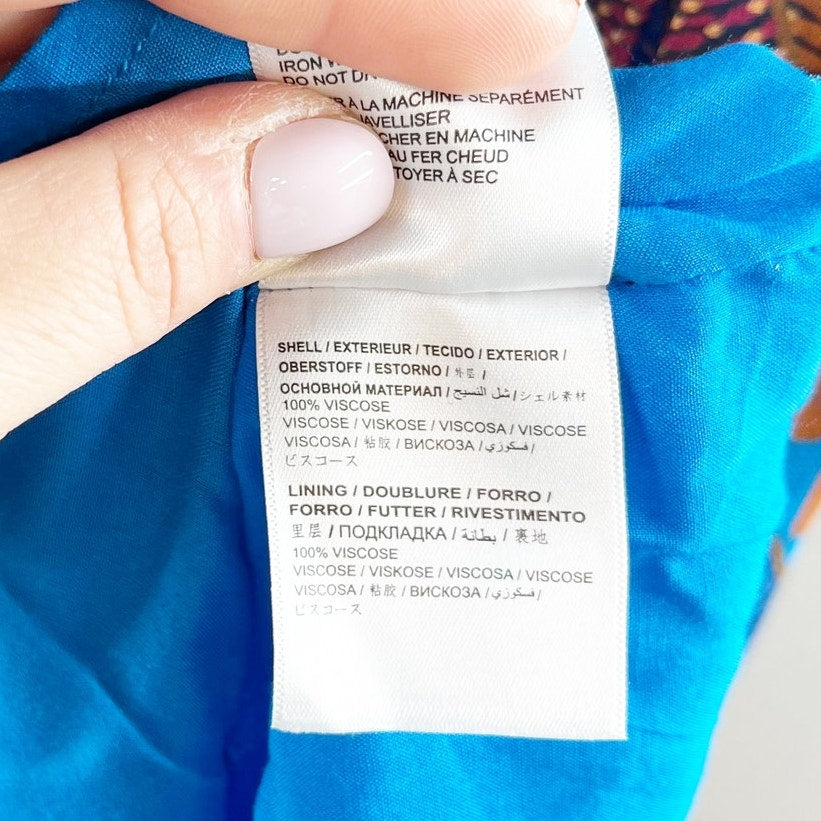 IRON
DO NOT
À LA MACHINE SEPARÉMENT
JAVELLISER
CHER EN MACHINE
AU FER CHEUD
TOYER À SEC
SHELL / EXTERIEUR / TECIDO / EXTERIOR /
OBERSTOFF / ESTORNO / 外层 /
ОСНОВНОЙ МАТЕРИАЛ / شل النسيج / シェル素材
100% VISCOSE
VISCOSE / VISKOSE / VISCOSA / VISCOSE
VISCOSA / 粘胶 / ВИСКОЗА / فسكوزي /
ビスコース
LINING / DOUBLURE / FORRO /
FORRO / FUTTER / RIVESTIMENTO
里层 / ПОДКЛАДКА / بطانة / 裏地
100% VISCOSE
VISCOSE / VISKOSE / VISCOSA / VISCOSE
VISCOSA / 粘胶 / ВИСКОЗА / فسكوزي /
ビスコース